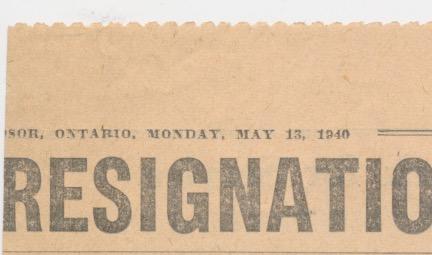 SOR, ONTARIO, MONDAY, MAY 13, 1940
RESIGNATIO